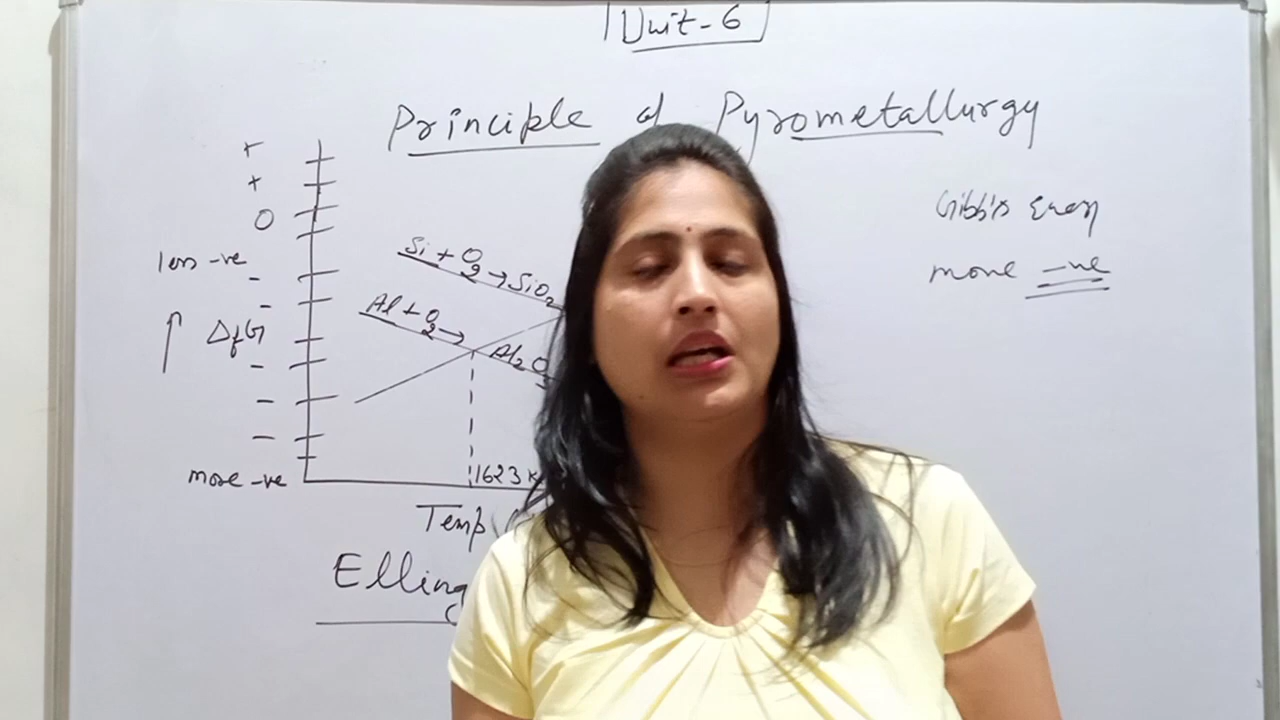 Unit-6
Principle of Pyrometallurgy
+
+
0
less -ve
-
-
↑ ΔfG
-
-
-
more -ve
Si + O2 → SiO2
Al + O2 → Al2O
1623 K
Temp
Elling
Gibb's
more -ve